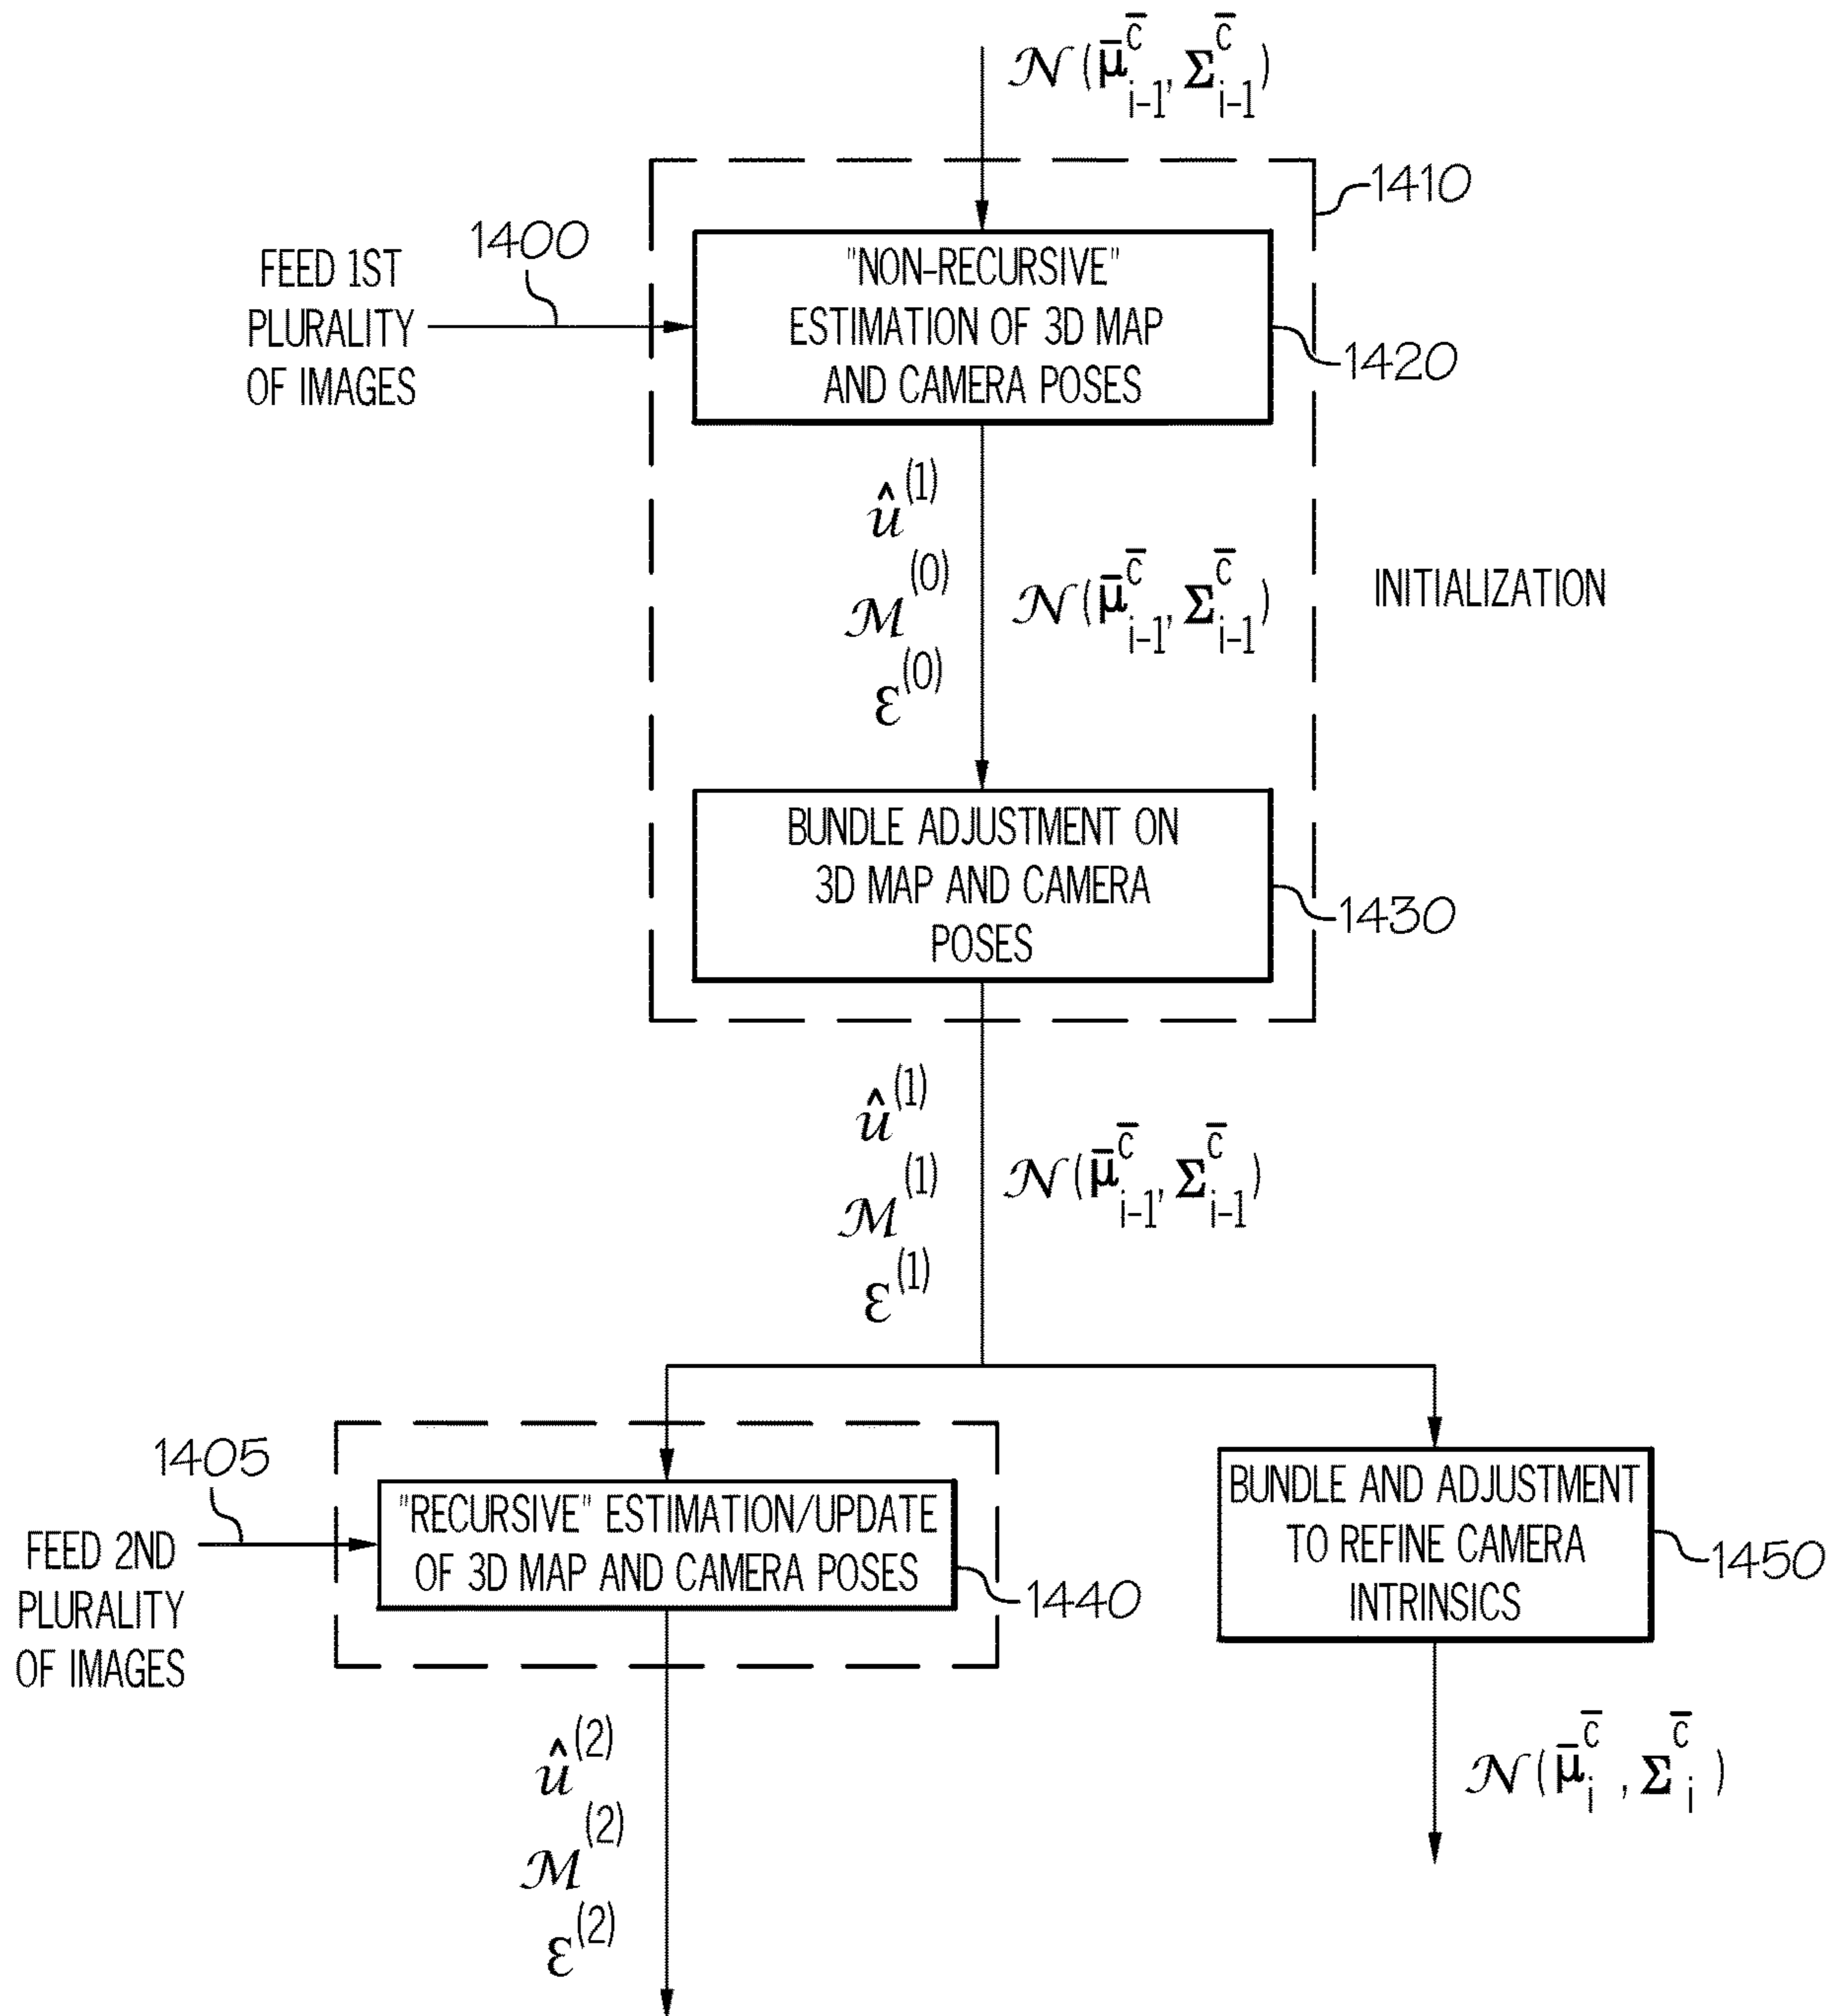 𝒩(μ̄ᶜ̄ᵢ₋₁, Σᶜ̄ᵢ₋₁)
1410
1400
FEED 1ST
PLURALITY
OF IMAGES
"NON-RECURSIVE"
ESTIMATION OF 3D MAP
AND CAMERA POSES
1420
û⁽¹⁾
ℳ⁽⁰⁾
ε⁽⁰⁾
𝒩(μ̄ᶜ̄ᵢ₋₁, Σᶜ̄ᵢ₋₁)
INITIALIZATION
BUNDLE ADJUSTMENT ON
3D MAP AND CAMERA
POSES
1430
û⁽¹⁾
ℳ⁽¹⁾
ε⁽¹⁾
𝒩(μ̄ᶜ̄ᵢ₋₁, Σᶜ̄ᵢ₋₁)
1405
FEED 2ND
PLURALITY
OF IMAGES
"RECURSIVE" ESTIMATION/UPDATE
OF 3D MAP AND CAMERA POSES
1440
BUNDLE AND ADJUSTMENT
TO REFINE CAMERA
INTRINSICS
1450
û⁽²⁾
ℳ⁽²⁾
ε⁽²⁾
𝒩(μ̄ᶜ̄ᵢ, Σᶜ̄ᵢ)